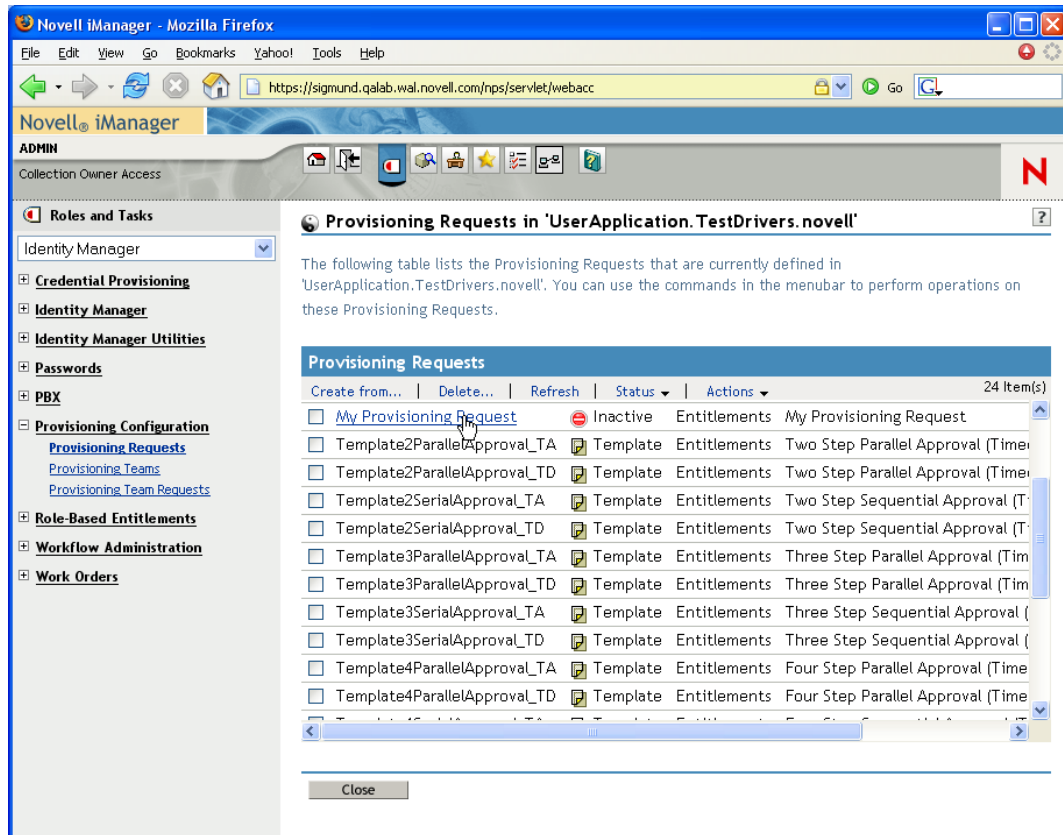 Novell iManager - Mozilla Firefox
File Edit View Go Bookmarks Yahoo! Tools Help
https://sigmund.qalab.wal.novell.com/nps/servlet/webacc Go G
Novell® iManager
ADMIN
Collection Owner Access
N
Roles and Tasks
Identity Manager
Credential Provisioning
Identity Manager
Identity Manager Utilities
Passwords
PBX
Provisioning Configuration
Provisioning Requests
Provisioning Teams
Provisioning Team Requests
Role-Based Entitlements
Workflow Administration
Work Orders
Provisioning Requests in 'UserApplication.TestDrivers.novell' ?
The following table lists the Provisioning Requests that are currently defined in
'UserApplication.TestDrivers.novell'. You can use the commands in the menubar to perform operations on
these Provisioning Requests.
Provisioning Requests
Create from... | Delete... | Refresh | Status | Actions 24 Item(s)
My Provisioning Request Inactive Entitlements My Provisioning Request
Template2ParallelApproval_TA Template Entitlements Two Step Parallel Approval (Time
Template2ParallelApproval_TD Template Entitlements Two Step Parallel Approval (Time
Template2SerialApproval_TA Template Entitlements Two Step Sequential Approval (T
Template2SerialApproval_TD Template Entitlements Two Step Sequential Approval (T
Template3ParallelApproval_TA Template Entitlements Three Step Parallel Approval (Tim
Template3ParallelApproval_TD Template Entitlements Three Step Parallel Approval (Tim
Template3SerialApproval_TA Template Entitlements Three Step Sequential Approval (
Template3SerialApproval_TD Template Entitlements Three Step Sequential Approval (
Template4ParallelApproval_TA Template Entitlements Four Step Parallel Approval (Time
Template4ParallelApproval_TD Template Entitlements Four Step Parallel Approval (Time
Close